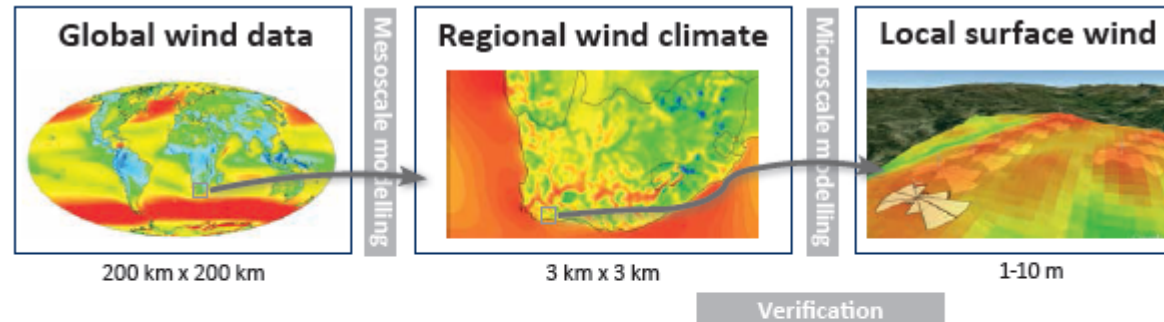 Global wind data
Mesoscale modelling
Regional wind climate
Microscale modelling
Local surface wind
200 km x 200 km
3 km x 3 km
1-10 m
Verification